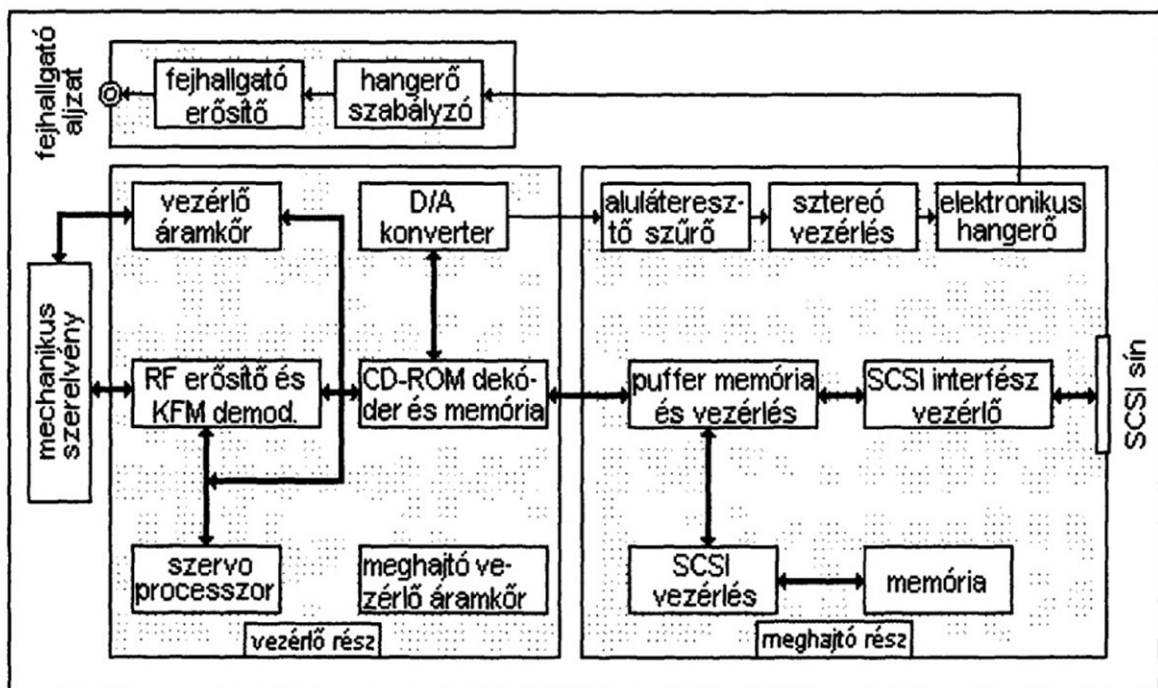 fejhallgató
aljzat
fejhallgató
erősítő
hangerő
szabályzó
vezérlő
áramkőr
D/A
konverter
aluláteresz-
tő szűrő
sztereó
vezérlés
elektronikus
hangerő
mechanikus
szerelvény
RF erősítő és
KFM demod.
CD-ROM dekó-
der és memória
puffer memória
és vezérlés
SCSI interfész
vezérlő
SCSI sín
szervo
processzor
meghajtó ve-
zérlő áramkőr
SCSI
vezérlés
memória
vezérlő rész
meghajtó rész